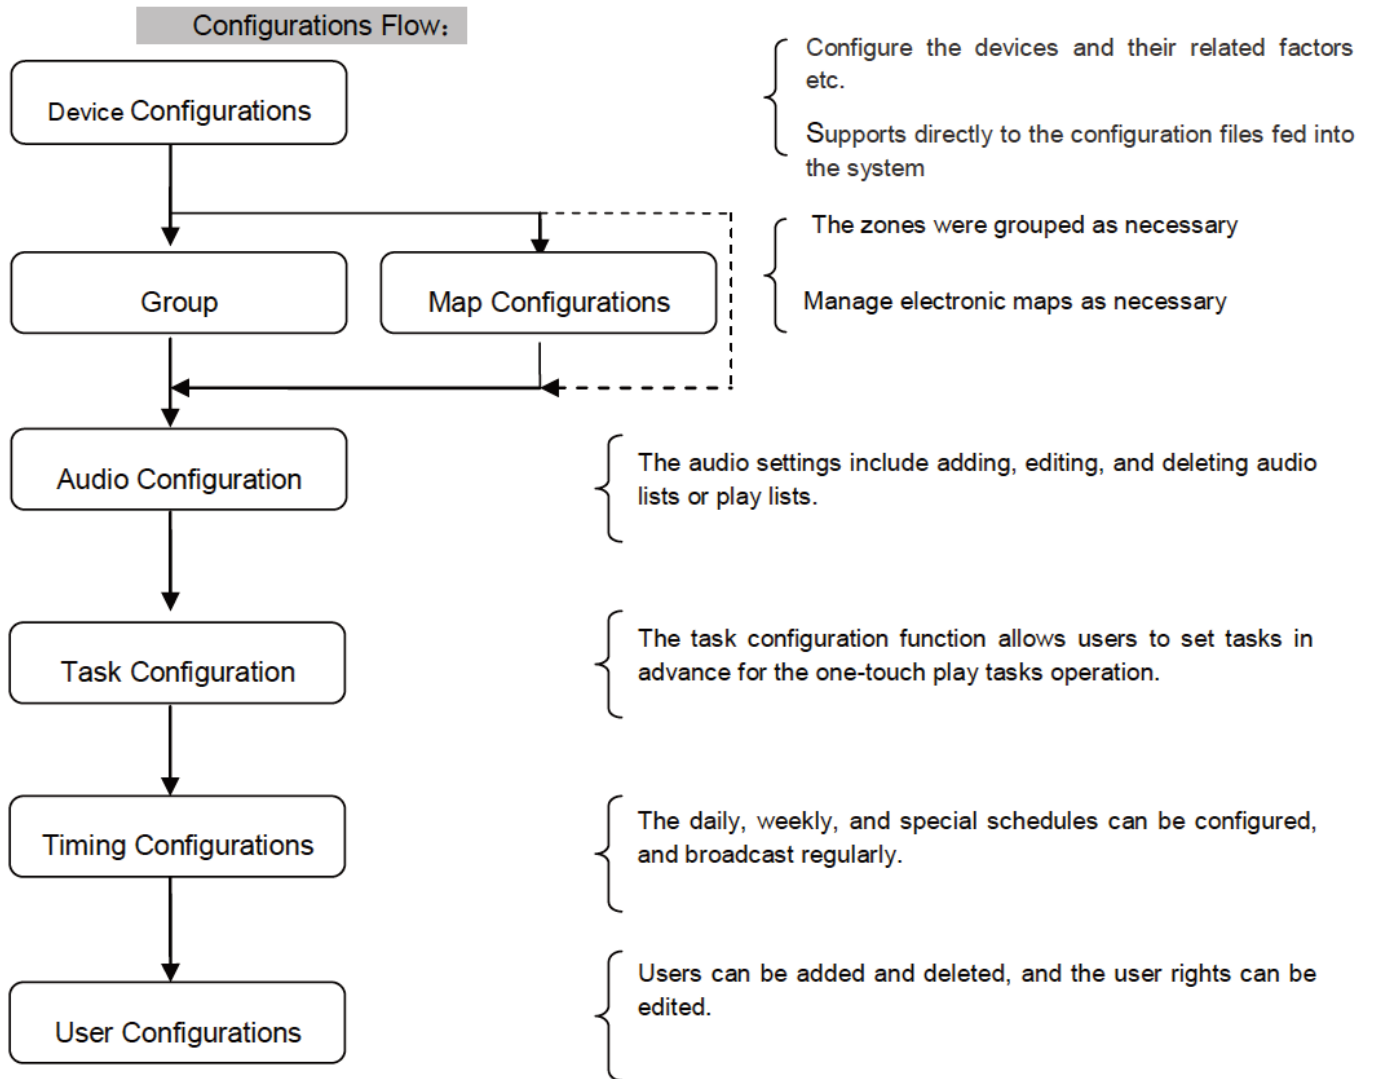 Configurations Flow：
Device Configurations
Configure the devices and their related factors
etc.
Supports directly to the configuration files fed into
the system
The zones were grouped as necessary
Group
Map Configurations
Manage electronic maps as necessary
Audio Configuration
The audio settings include adding, editing, and deleting audio
lists or play lists.
Task Configuration
The task configuration function allows users to set tasks in
advance for the one-touch play tasks operation.
Timing Configurations
The daily, weekly, and special schedules can be configured,
and broadcast regularly.
User Configurations
Users can be added and deleted, and the user rights can be
edited.